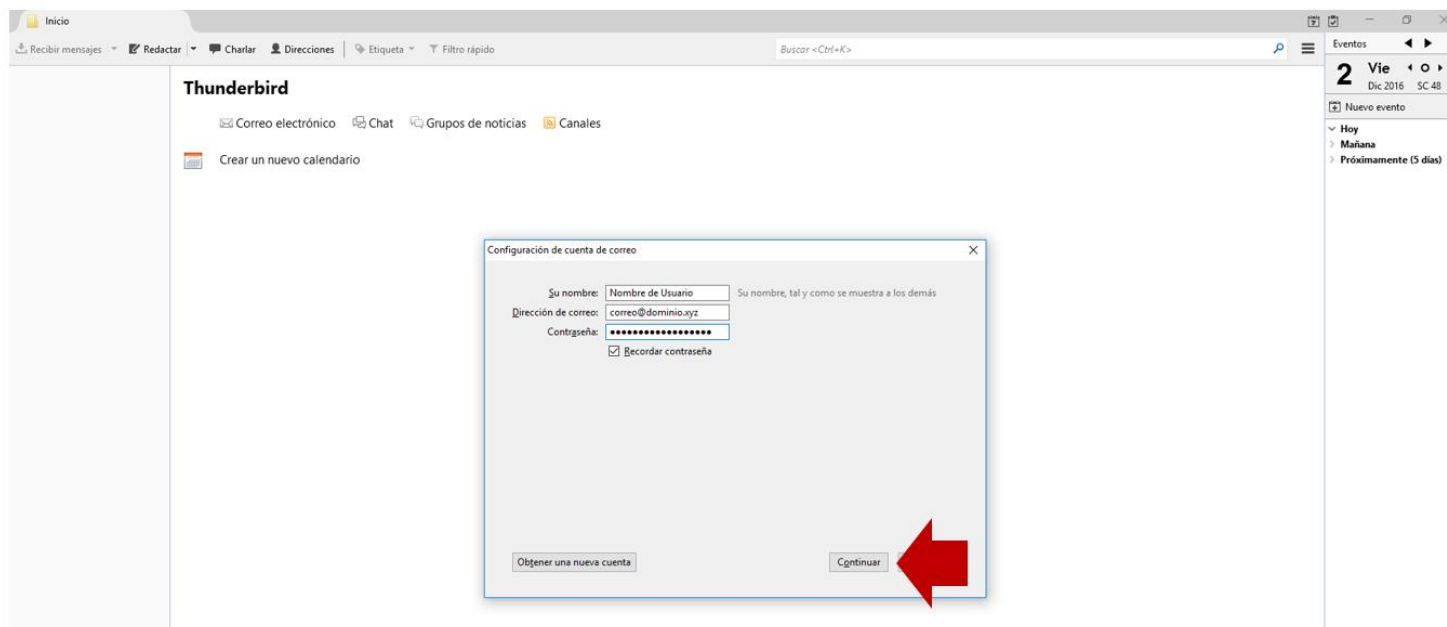 Inicio
Recibir mensajes Redactar Charlar Direcciones Etiqueta Filtro rápido Buscar <Ctrl+K>
Eventos
2 Vie
Dic 2016 SC 48
Nuevo evento
Hoy
Mañana
Próximamente (5 días)
Thunderbird
Correo electrónico Chat Grupos de noticias Canales
Crear un nuevo calendario
Configuración de cuenta de correo
Su nombre: Nombre de Usuario Su nombre, tal y como se muestra a los demás
Dirección de correo: correo@dominio.xyz
Contraseña: ••••••••••••••••••
Recordar contraseña
Obtener una nueva cuenta Continuar